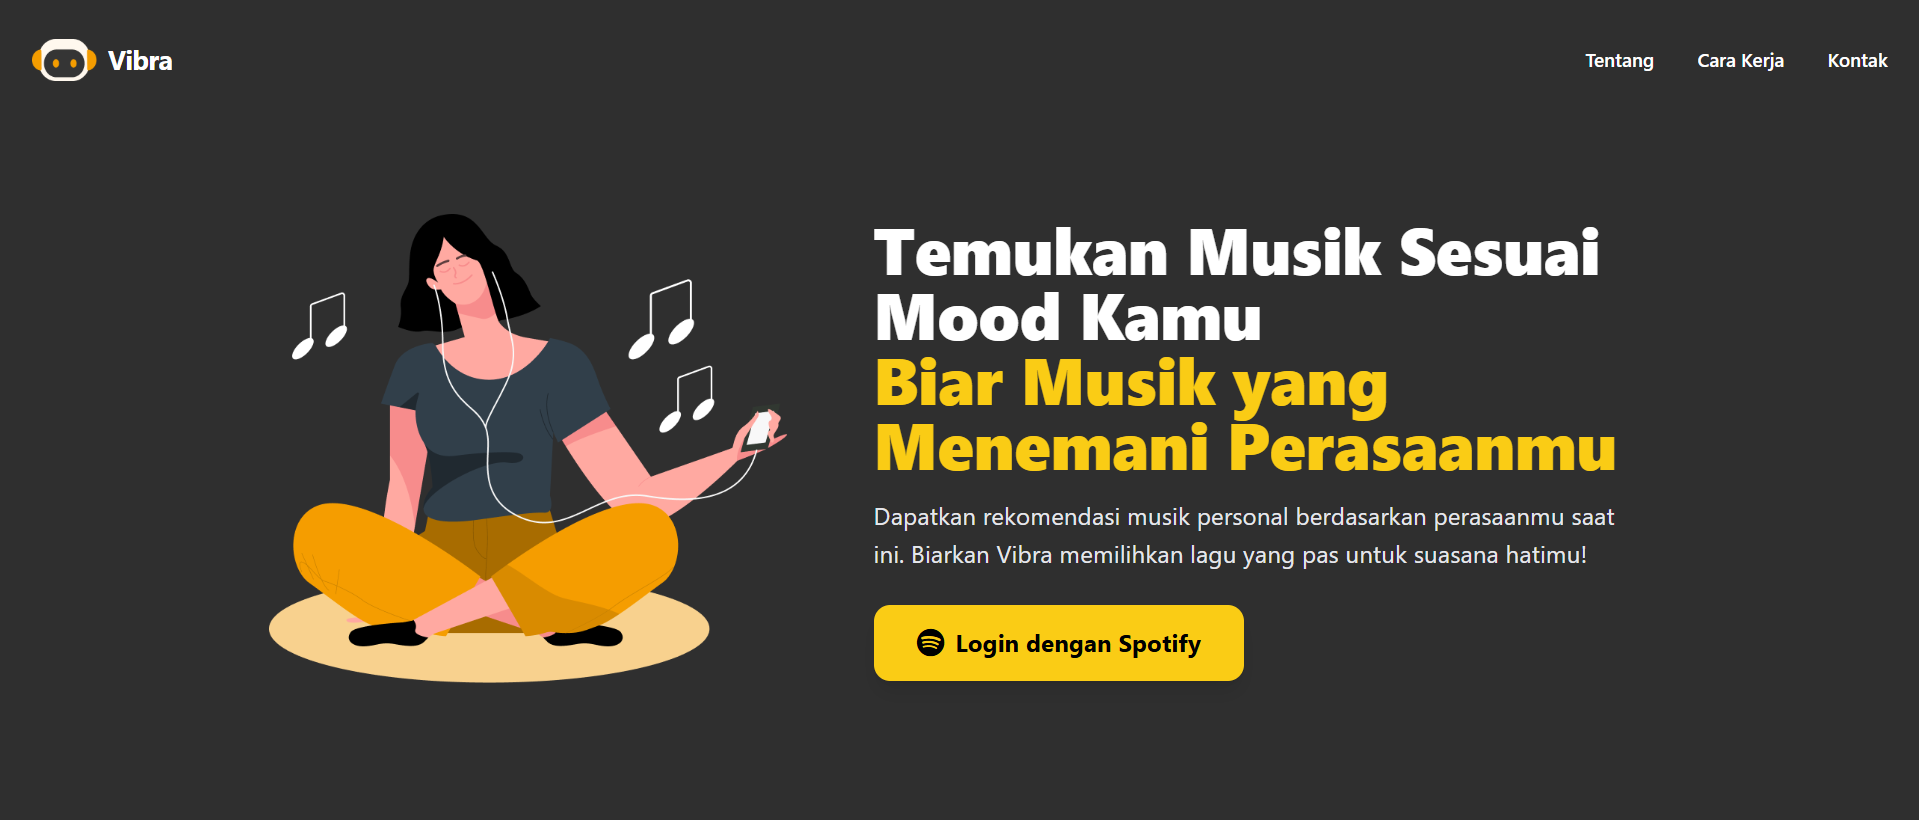 Vibra
Tentang
Cara Kerja
Kontak
Temukan Musik Sesuai
Mood Kamu
Biar Musik yang
Menemani Perasaanmu
Dapatkan rekomendasi musik personal berdasarkan perasaanmu saat
ini. Biarkan Vibra memilihkan lagu yang pas untuk suasana hatimu!
Login dengan Spotify